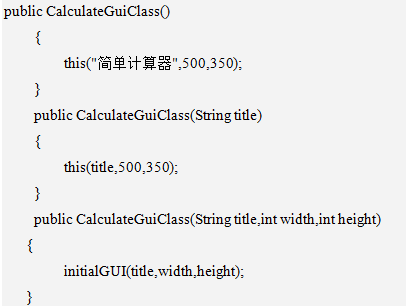 public CalculateGuiClass()
{
this("简单计算器",500,350);
}
public CalculateGuiClass(String title)
{
this(title,500,350);
}
public CalculateGuiClass(String title,int width,int height)
{
initialGUI(title,width,height);
}